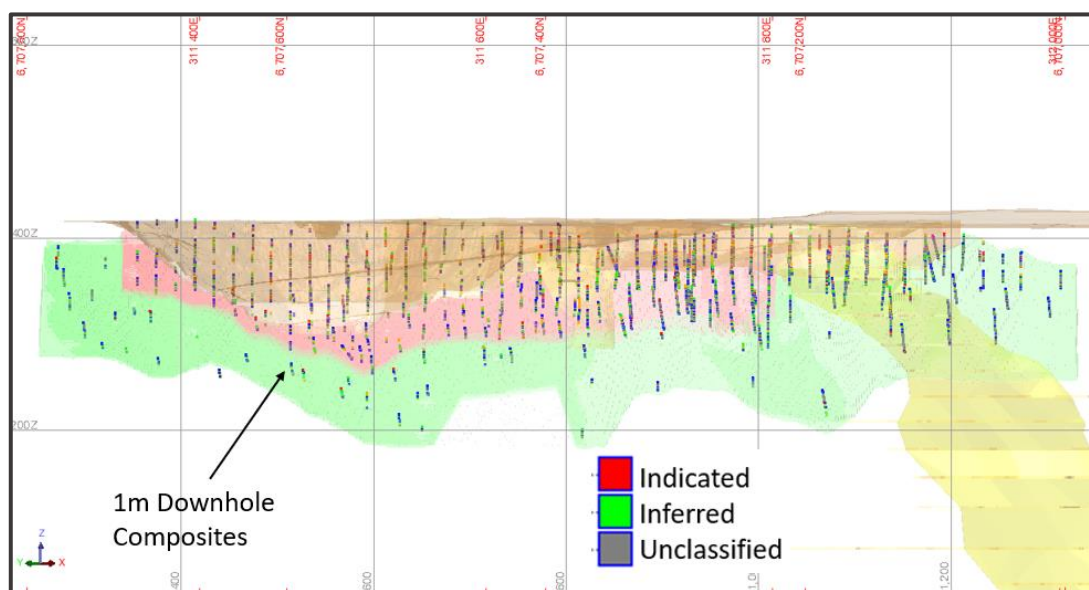 6,707,800N
311,400E
6,707,600N
311,600E
6,707,400N
311,800E
6,707,200N
6,707,000N
400Z
200Z
1m Downhole
Composites
Indicated
Inferred
Unclassified
Z
Y
X
400
600
800
1,200